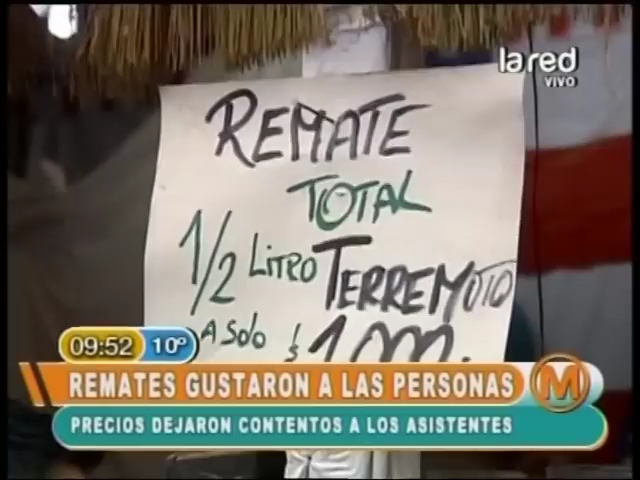 la red
VIVO
REMATE
TOTAL
1/2 LITRO TERREMOTO
A SOLO $ 1.000.
09:52 10°
REMATES GUSTARON A LAS PERSONAS
M
PRECIOS DEJARON CONTENTOS A LOS ASISTENTES